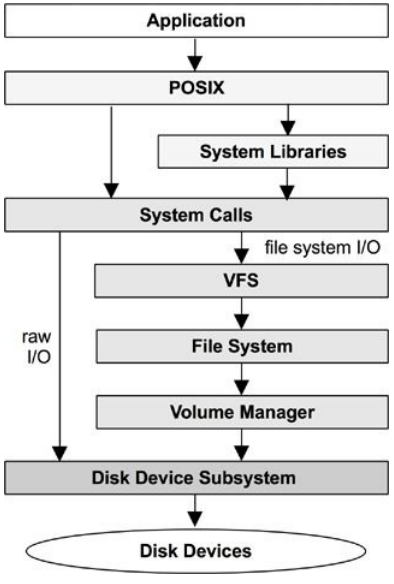 Application
POSIX
System Libraries
System Calls
file system I/O
VFS
raw
I/O
File System
Volume Manager
Disk Device Subsystem
Disk Devices